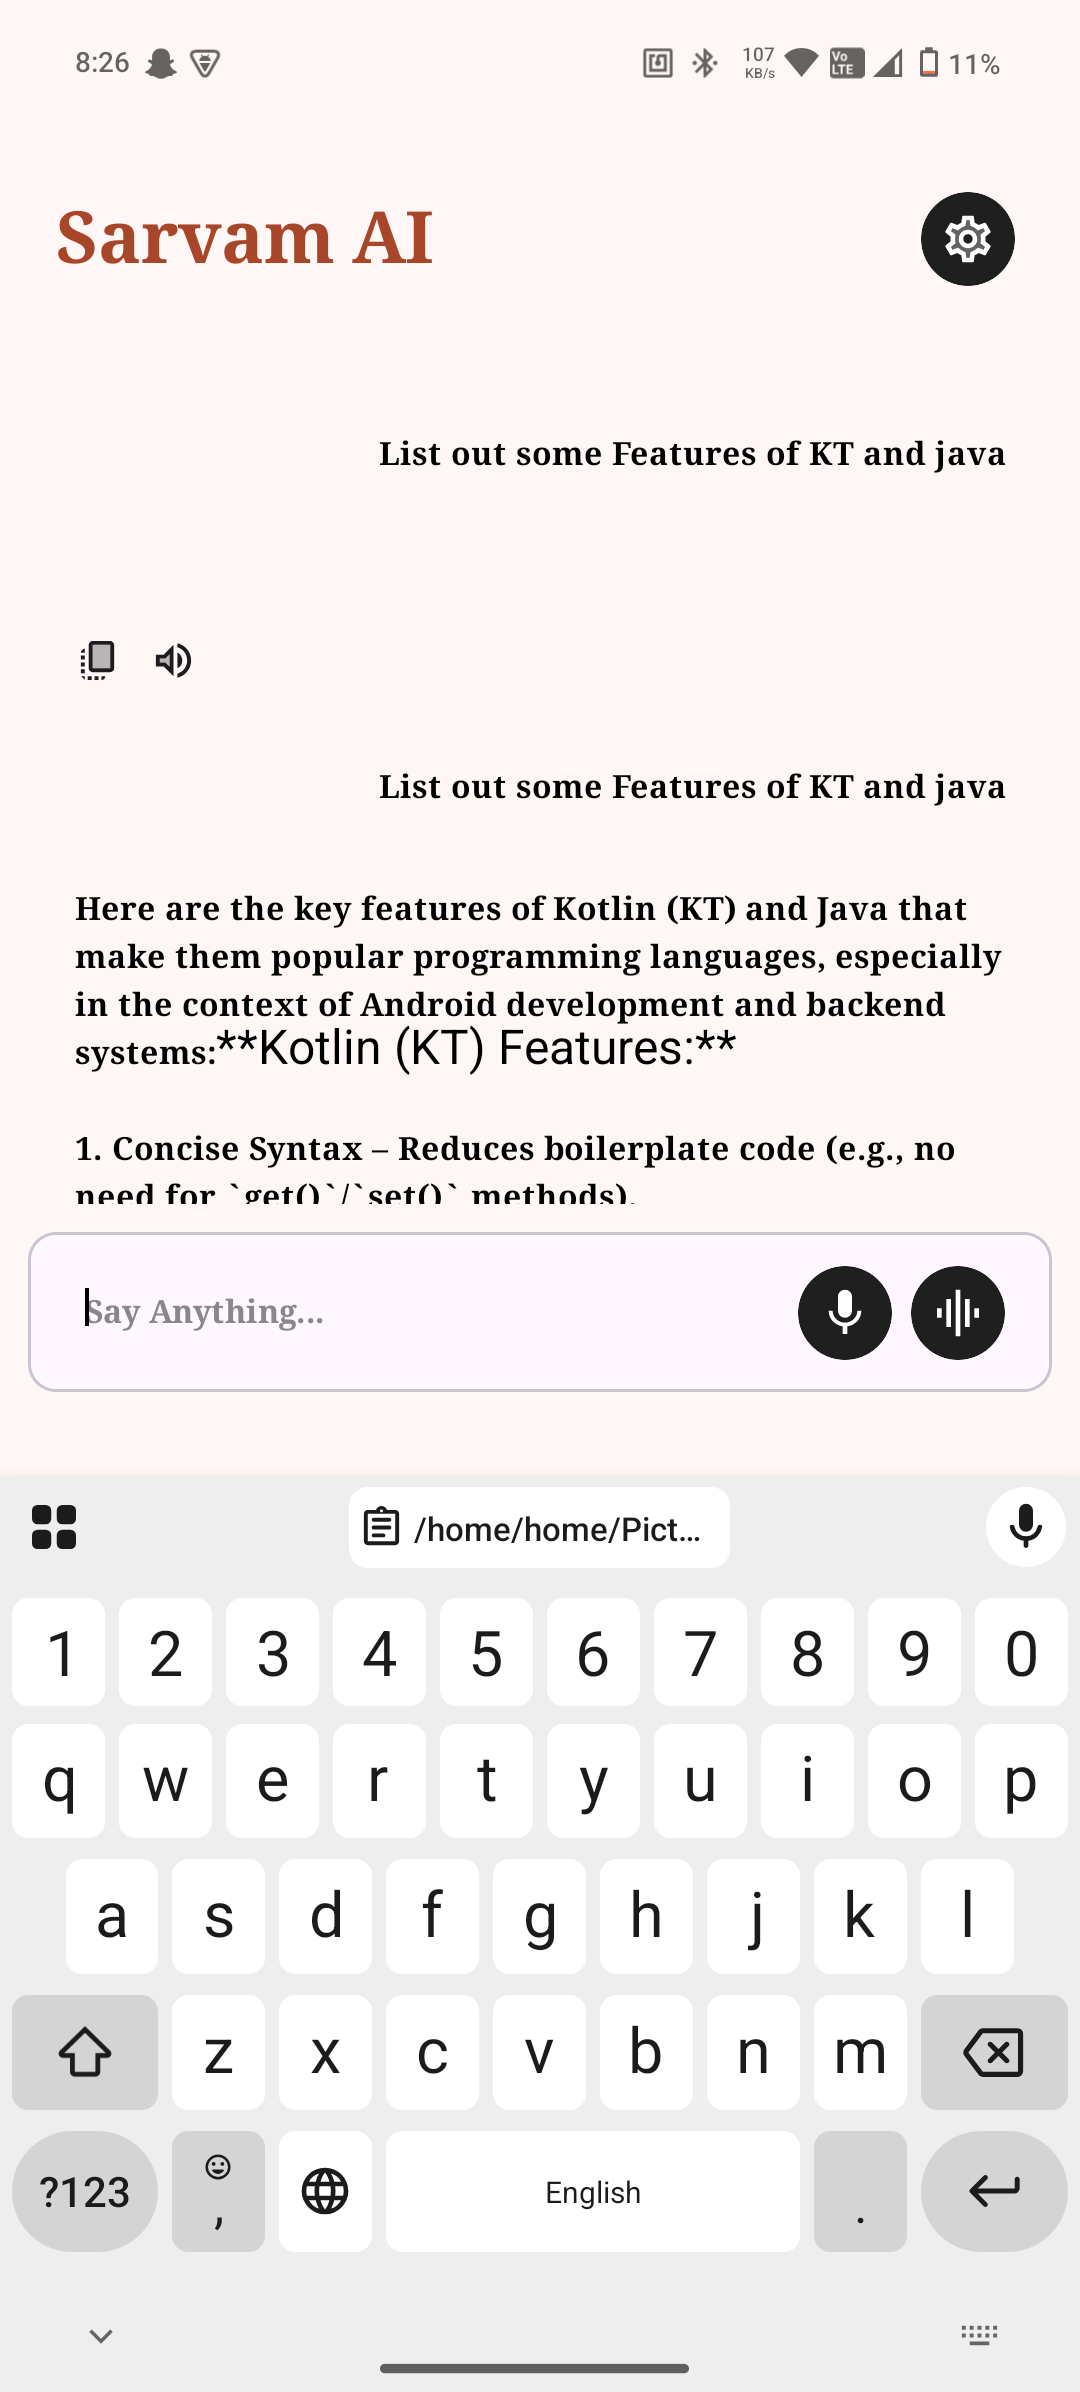 8:26
107
KB/s
Vo
LTE
11%
Sarvam AI
List out some Features of KT and java
List out some Features of KT and java
Here are the key features of Kotlin (KT) and Java that
make them popular programming languages, especially
in the context of Android development and backend
systems:**Kotlin (KT) Features:**
1. Concise Syntax – Reduces boilerplate code (e.g., no
need for `get()`/`set()` methods).
Say Anything...
/home/home/Pict...
1 2 3 4 5 6 7 8 9 0
q w e r t y u i o p
a s d f g h j k l
z x c v b n m
?123 , English .